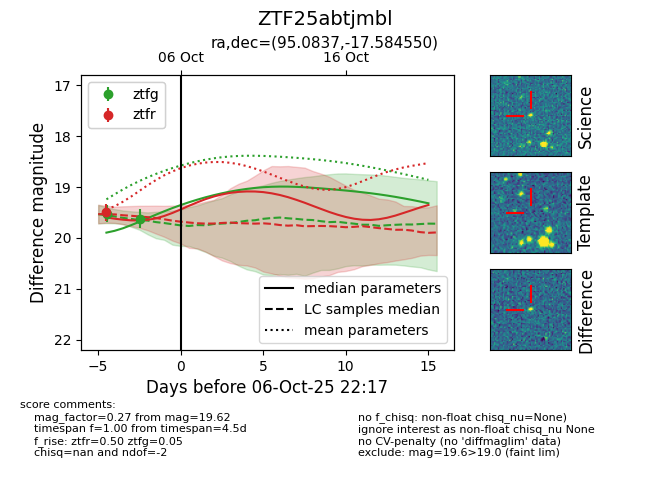 ZTF25abtjmbl
ra,dec=(95.0837,-17.584550)
06 Oct
16 Oct
17
18
19
20
21
22
Difference magnitude
ztfg
ztfr
median parameters
LC samples median
mean parameters
−5
0
5
10
15
Days before 06-Oct-25 22:17
Science
Template
Difference
score comments:
mag_factor=0.27 from mag=19.62
timespan f=1.00 from timespan=4.5d
f_rise: ztfr=0.50 ztfg=0.05
chisq=nan and ndof=-2
no f_chisq: non-float chisq_nu=None)
ignore interest as non-float chisq_nu None
no CV-penalty (no 'diffmaglim' data)
exclude: mag=19.6>19.0 (faint lim)